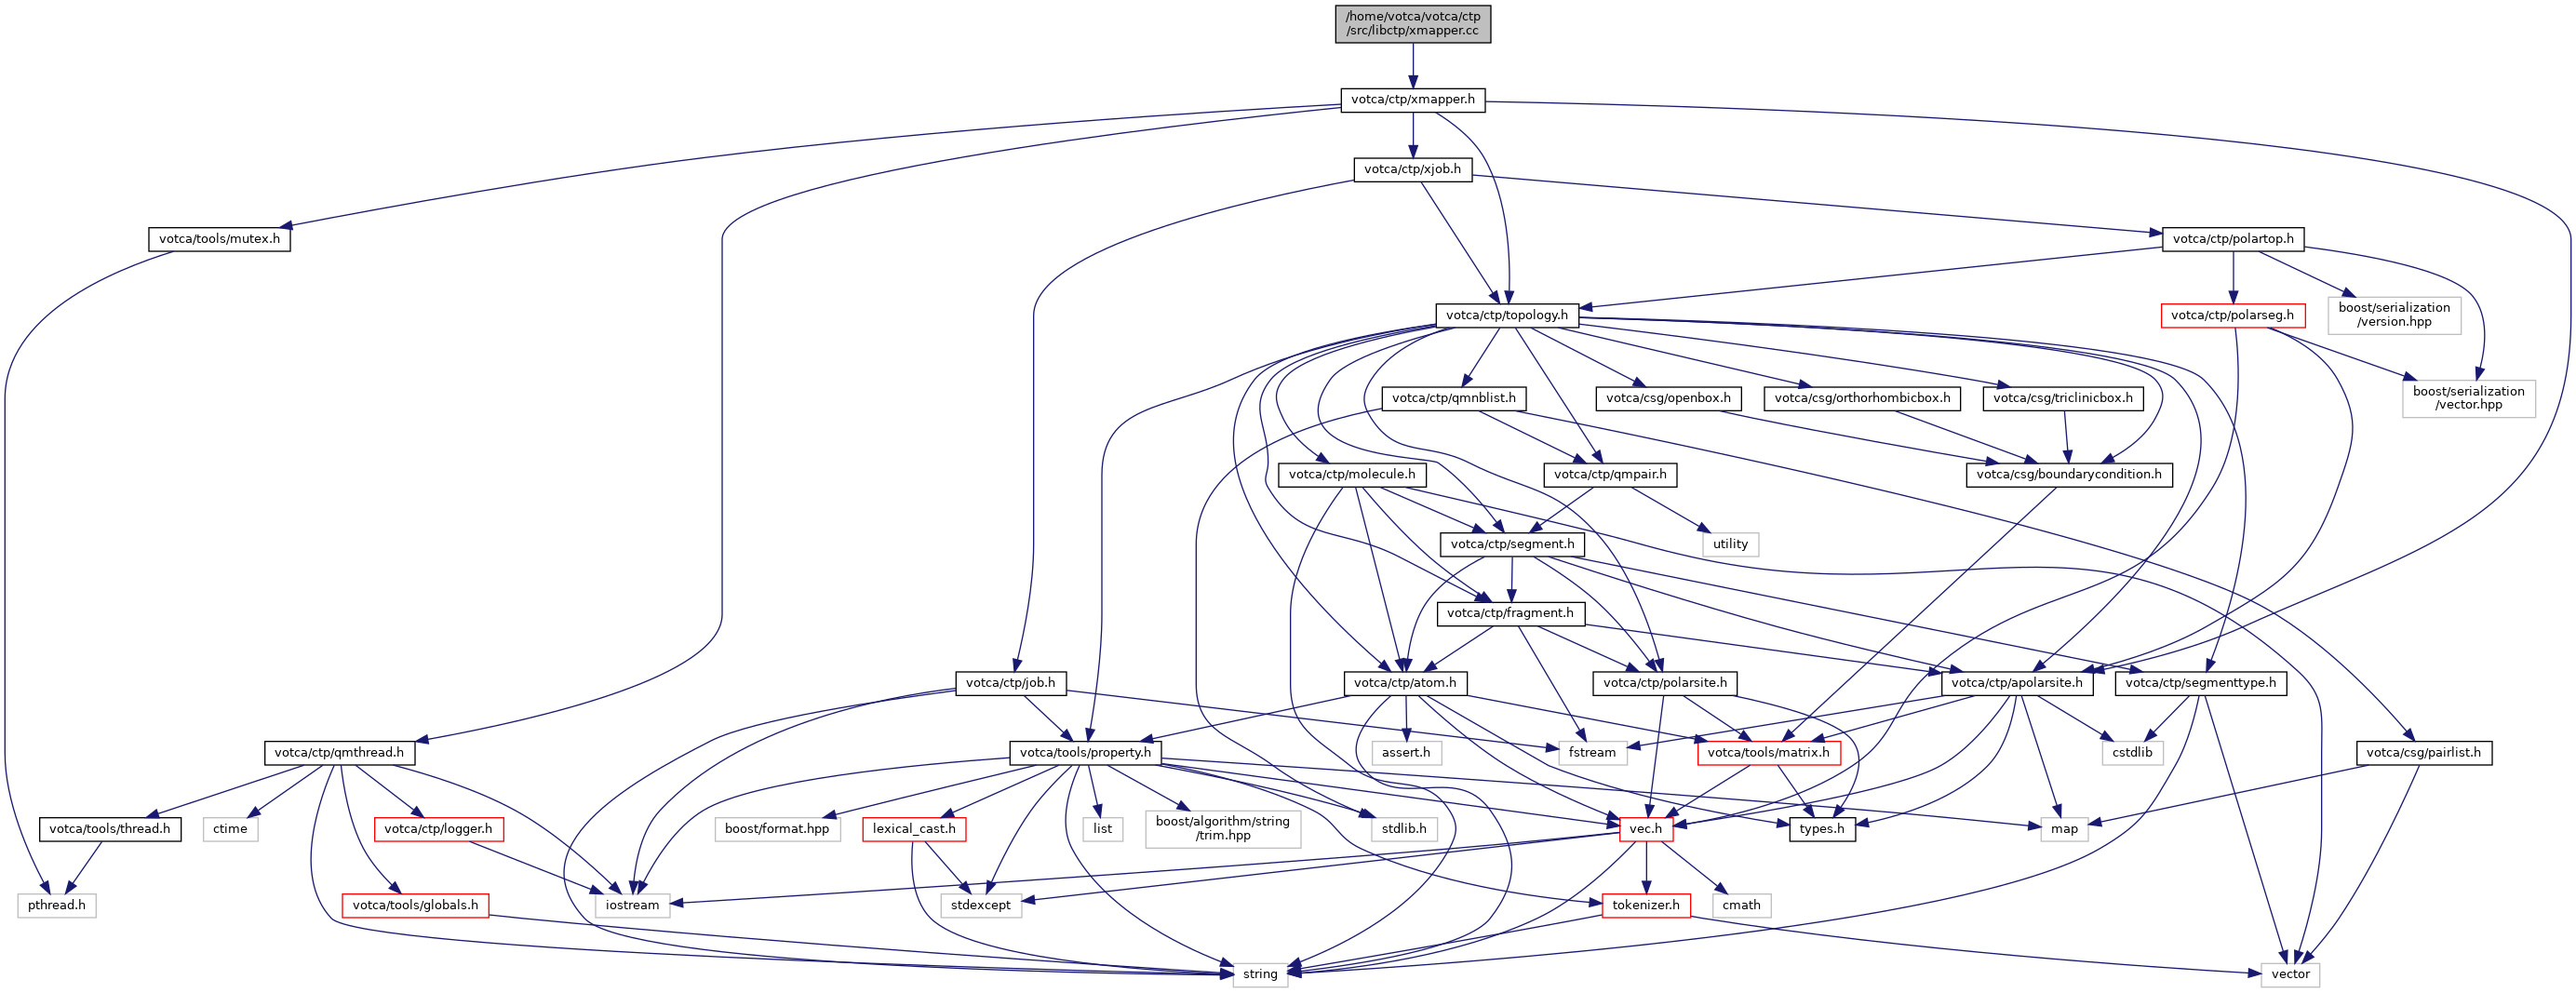 /home/votca/votca/ctp
/src/libctp/xmapper.cc
votca/ctp/xmapper.h
votca/ctp/xjob.h
votca/tools/mutex.h
votca/ctp/polartop.h
votca/ctp/topology.h
votca/ctp/polarseg.h
boost/serialization
/version.hpp
votca/ctp/qmnblist.h
votca/csg/openbox.h
votca/csg/orthorhombicbox.h
votca/csg/triclinicbox.h
boost/serialization
/vector.hpp
votca/ctp/molecule.h
votca/ctp/qmpair.h
votca/csg/boundarycondition.h
votca/ctp/segment.h
utility
votca/ctp/fragment.h
votca/ctp/job.h
votca/ctp/atom.h
votca/ctp/polarsite.h
votca/ctp/apolarsite.h
votca/ctp/segmenttype.h
votca/ctp/qmthread.h
votca/tools/property.h
assert.h
fstream
votca/tools/matrix.h
cstdlib
votca/csg/pairlist.h
votca/tools/thread.h
ctime
votca/ctp/logger.h
boost/format.hpp
lexical_cast.h
list
boost/algorithm/string
/trim.hpp
stdlib.h
vec.h
types.h
map
pthread.h
votca/tools/globals.h
iostream
stdexcept
tokenizer.h
cmath
string
vector